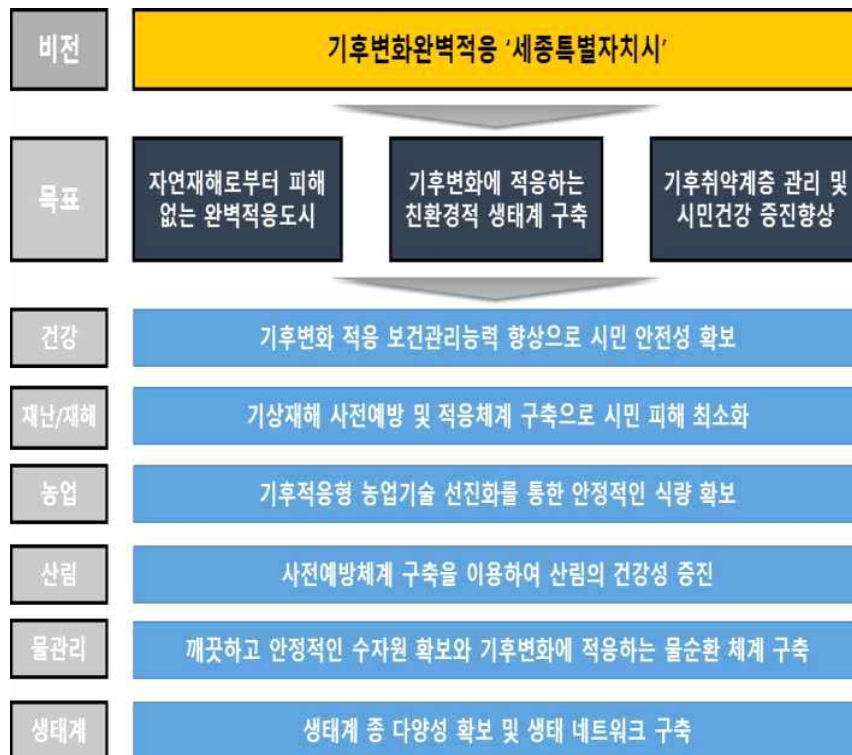 비전
기후변화완벽적응 ‘세종특별자치시’
목표
자연재해로부터 피해
없는 완벽적응도시
기후변화에 적응하는
친환경적 생태계 구축
기후취약계층 관리 및
시민건강 증진향상
건강
기후변화 적응 보건관리능력 향상으로 시민 안전성 확보
재난/재해
기상재해 사전예방 및 적응체계 구축으로 시민 피해 최소화
농업
기후적응형 농업기술 선진화를 통한 안정적인 식량 확보
산림
사전예방체계 구축을 이용하여 산림의 건강성 증진
물관리
깨끗하고 안정적인 수자원 확보와 기후변화에 적응하는 물순환 체계 구축
생태계
생태계 종 다양성 확보 및 생태 네트워크 구축